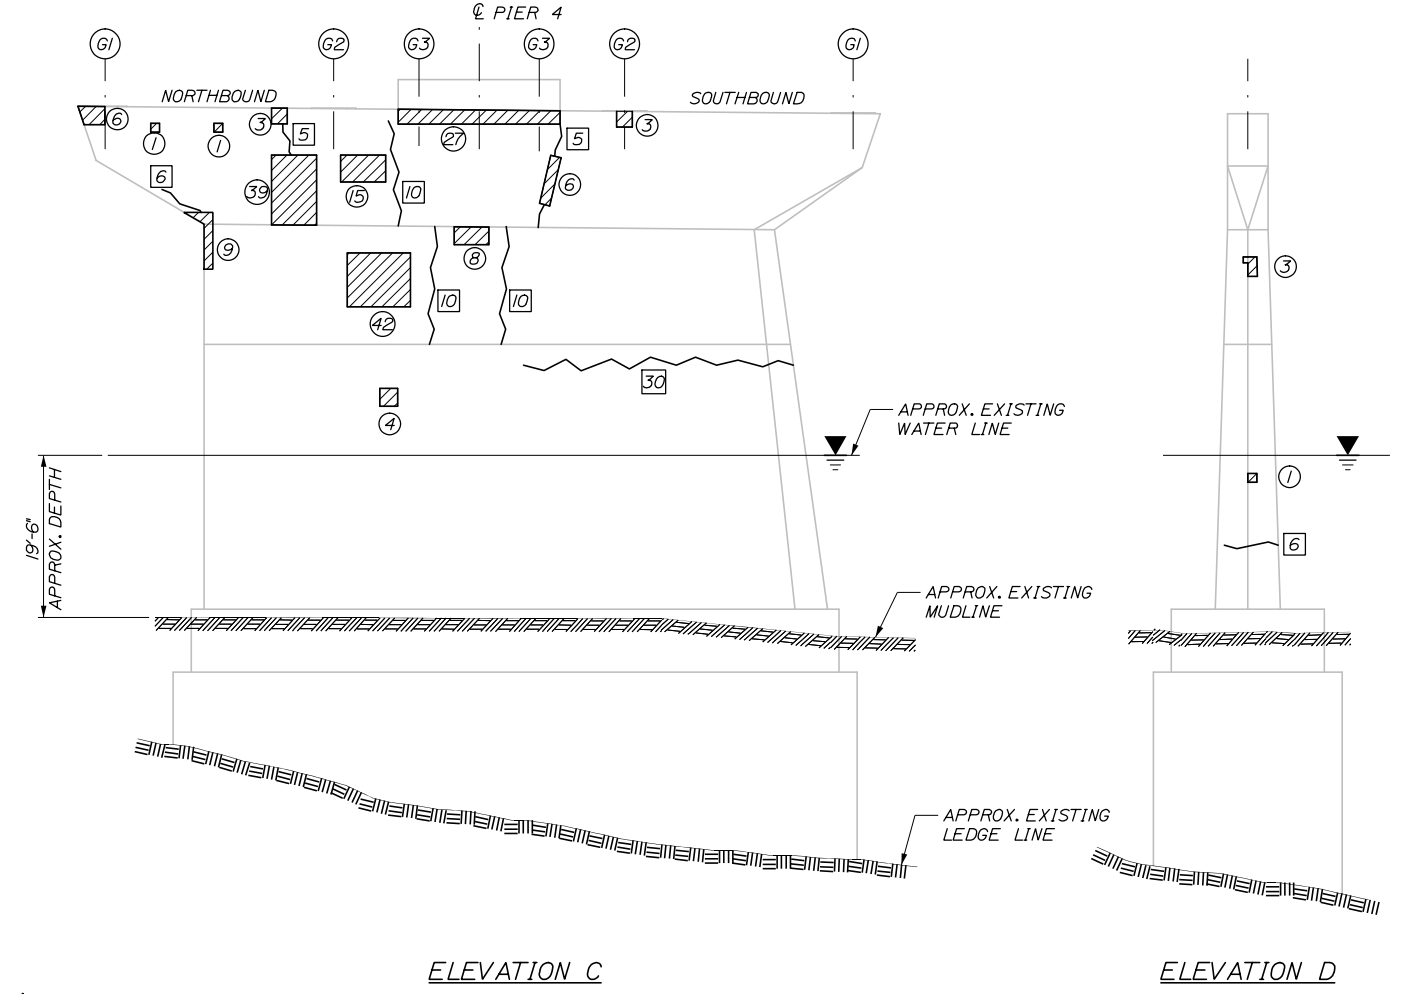 ℄ PIER 4
G1
G2
G3
G3
G2
G1
NORTHBOUND
SOUTHBOUND
6
1
1
3
5
27
5
3
6
39
15
10
6
9
8
42
10
10
3
30
4
APPROX. EXISTING
WATER LINE
19'-6"
APPROX. DEPTH
1
6
APPROX. EXISTING
MUDLINE
APPROX. EXISTING
LEDGE LINE
ELEVATION C
ELEVATION D